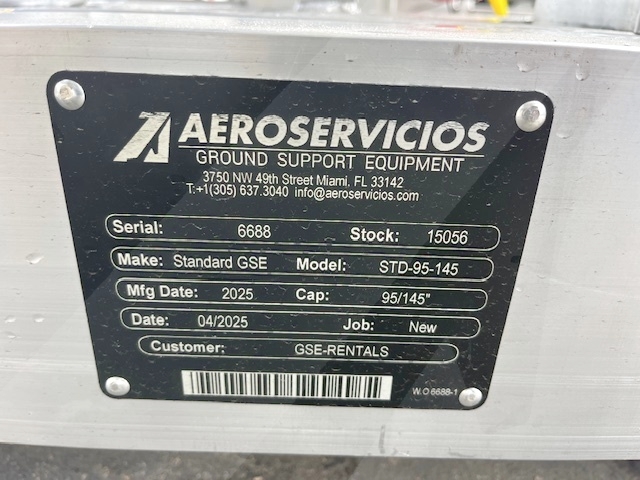 AEROSERVICIOS
GROUND SUPPORT EQUIPMENT
3750 NW 49th Street Miami, FL 33142
T:+1(305) 637.3040 info@aeroservicios.com
Serial: 6688 Stock: 15056
Make: Standard GSE Model: STD-95-145
Mfg Date: 2025 Cap: 95/145"
Date: 04/2025 Job: New
Customer: GSE-RENTALS
W.O 6688-1